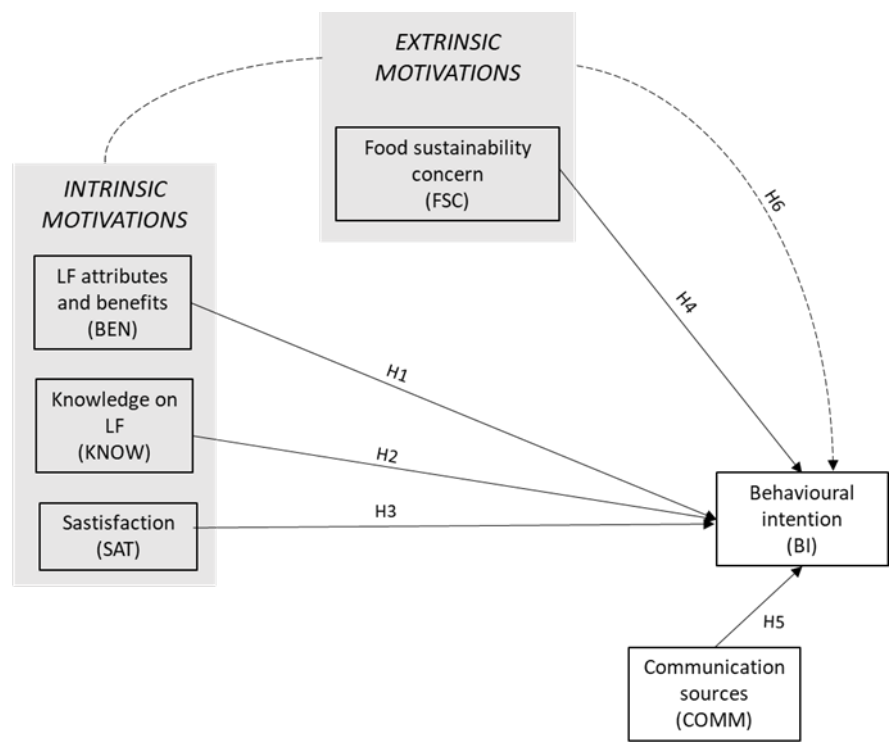 EXTRINSIC
MOTIVATIONS
Food sustainability
concern
(FSC)
H6
INTRINSIC
MOTIVATIONS
LF attributes
and benefits
(BEN)
H4
H1
Knowledge on
LF
(KNOW)
H2
Sastisfaction
(SAT)
H3
Behavioural
intention
(BI)
H5
Communication
sources
(COMM)